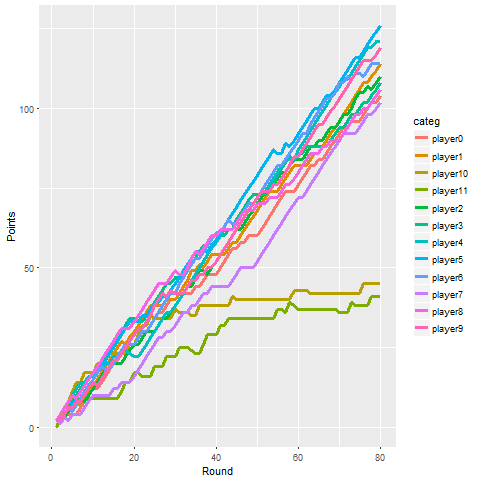 categ
player0
player1
player10
player11
player2
player3
player4
player5
player6
player7
player8
player9
Points
100
50
0
0 20 40 60 80
Round